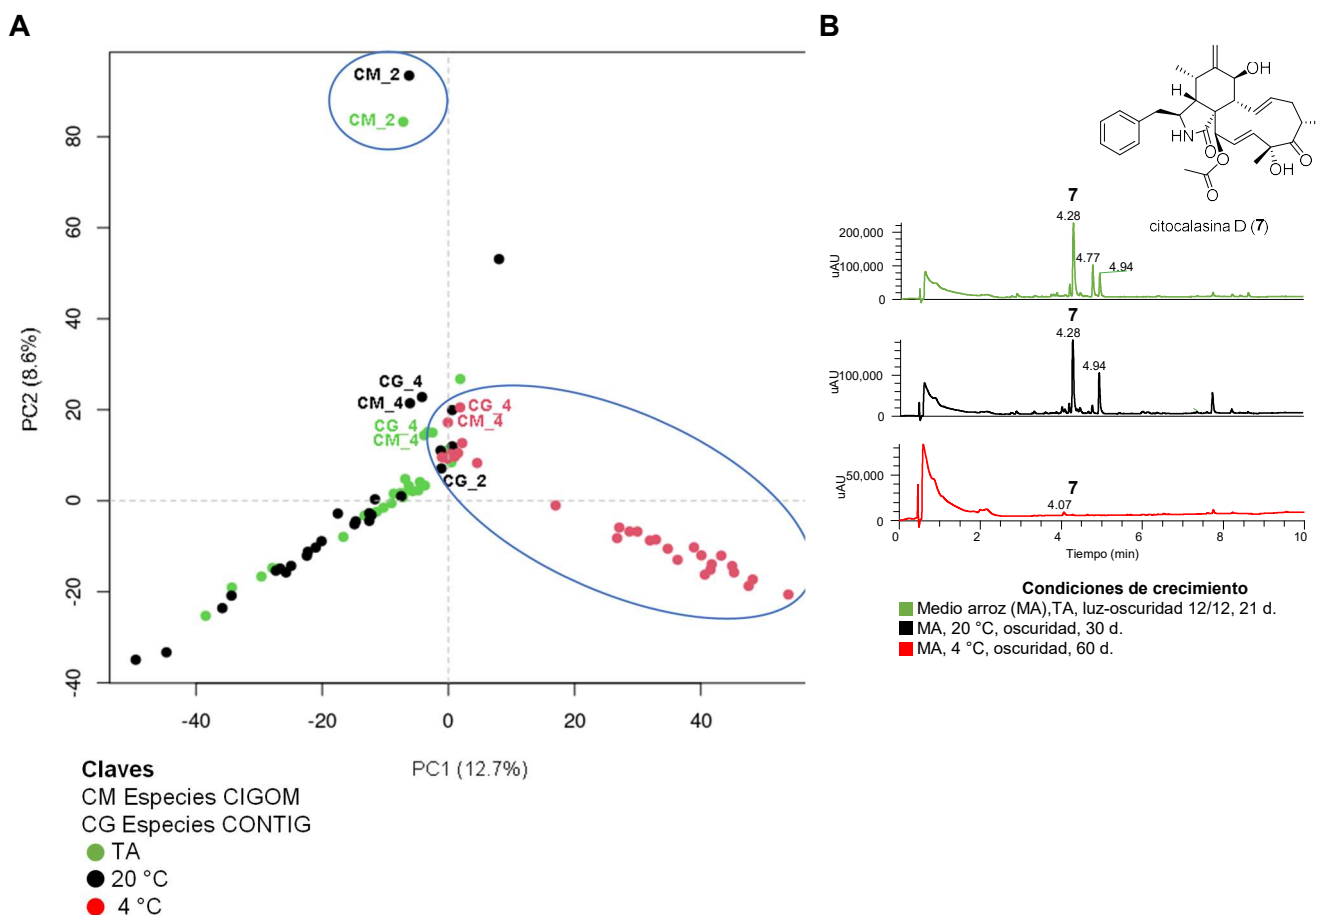 A
CM_2
CM_2
CG_4
CM_4
CG_4
CM_4
CG_4
CM_4
CG_2
80
60
40
20
0
-20
-40
PC2 (8.6%)
-40
-20
0
20
40
PC1 (12.7%)
Claves
CM Especies CIGOM
CG Especies CONTIG
TA
20 °C
4 °C
B
OH
H
HN
O
O
O
OH
O
citocalasina D (7)
7
4.28
4.77
4.94
200,000
100,000
0
uAU
7
4.28
4.94
100,000
0
uAU
7
4.07
50,000
0
uAU
0
2
4
6
8
10
Tiempo (min)
Condiciones de crecimiento
Medio arroz (MA),TA, luz-oscuridad 12/12, 21 d.
MA, 20 °C, oscuridad, 30 d.
MA, 4 °C, oscuridad, 60 d.